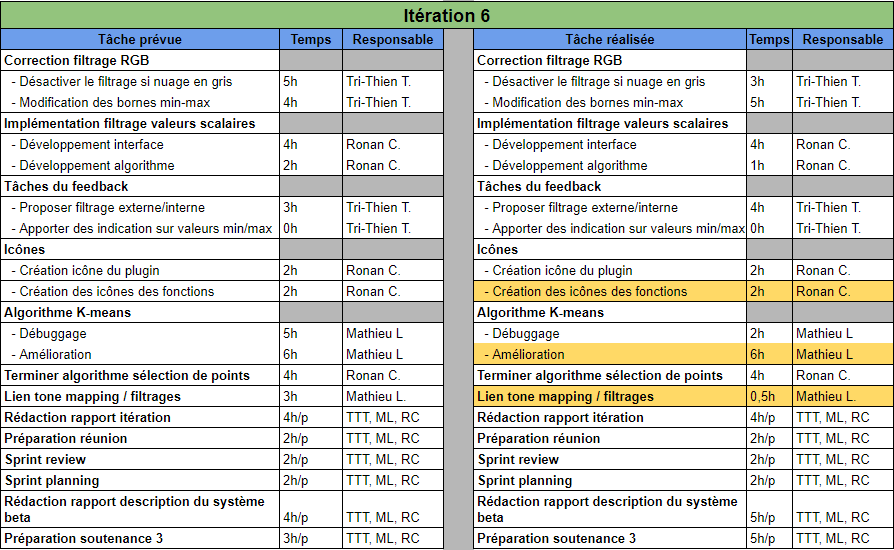 Itération 6
Tâche prévue Temps Responsable Tâche réalisée Temps Responsable
Correction filtrage RGB Correction filtrage RGB
- Désactiver le filtrage si nuage en gris 5h Tri-Thien T. - Désactiver le filtrage si nuage en gris 3h Tri-Thien T.
- Modification des bornes min-max 4h Tri-Thien T. - Modification des bornes min-max 5h Tri-Thien T.
Implémentation filtrage valeurs scalaires Implémentation filtrage valeurs scalaires
- Développement interface 4h Ronan C. - Développement interface 4h Ronan C.
- Développement algorithme 2h Ronan C. - Développement algorithme 1h Ronan C.
Tâches du feedback Tâches du feedback
- Proposer filtrage externe/interne 3h Tri-Thien T. - Proposer filtrage externe/interne 4h Tri-Thien T.
- Apporter des indication sur valeurs min/max 0h Tri-Thien T. - Apporter des indication sur valeurs min/max 0h Tri-Thien T.
Icônes Icônes
- Création icône du plugin 2h Ronan C. - Création icône du plugin 2h Ronan C.
- Création des icônes des fonctions 2h Ronan C. - Création des icônes des fonctions 2h Ronan C.
Algorithme K-means Algorithme K-means
- Débuggage 5h Mathieu L - Débuggage 2h Mathieu L
- Amélioration 6h Mathieu L - Amélioration 6h Mathieu L
Terminer algorithme sélection de points 4h Ronan C. Terminer algorithme sélection de points 4h Ronan C.
Lien tone mapping / filtrages 3h Mathieu L. Lien tone mapping / filtrages 0,5h Mathieu L.
Rédaction rapport itération 4h/p TTT, ML, RC Rédaction rapport itération 4h/p TTT, ML, RC
Préparation réunion 2h/p TTT, ML, RC Préparation réunion 2h/p TTT, ML, RC
Sprint review 2h/p TTT, ML, RC Sprint review 2h/p TTT, ML, RC
Sprint planning 2h/p TTT, ML, RC Sprint planning 2h/p TTT, ML, RC
Rédaction rapport description du système Rédaction rapport description du système
beta 4h/p TTT, ML, RC beta 5h/p TTT, ML, RC
Préparation soutenance 3 3h/p TTT, ML, RC Préparation soutenance 3 5h/p TTT, ML, RC